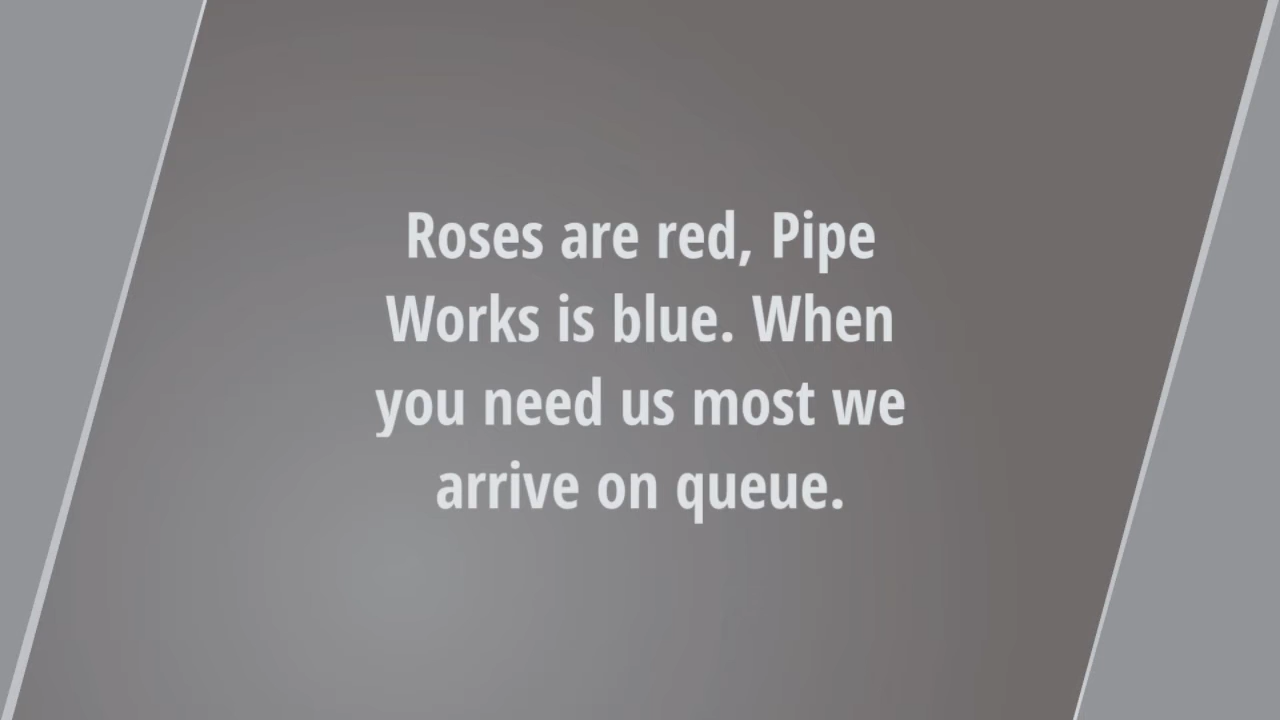 Roses are red, Pipe
Works is blue. When
you need us most we
arrive on queue.